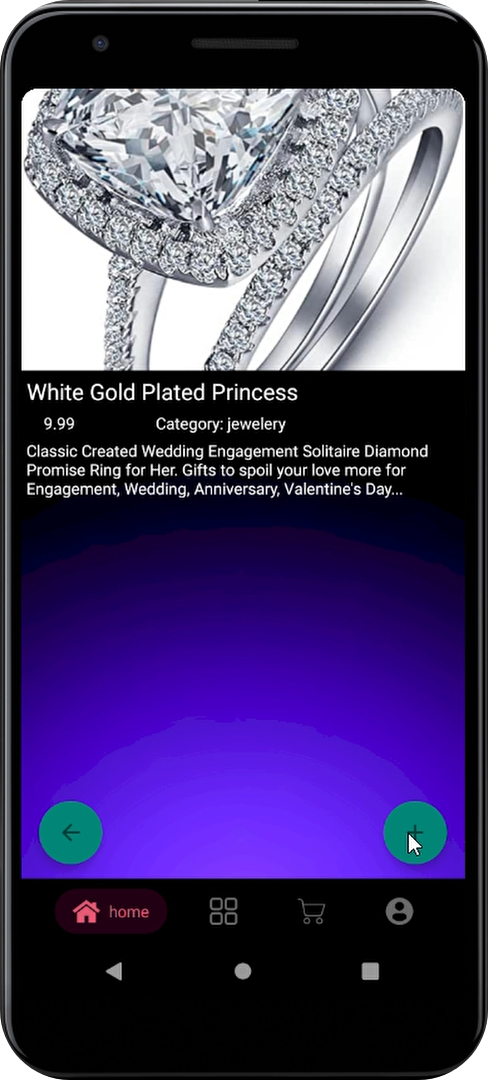 White Gold Plated Princess
9.99 Category: jewelery
Classic Created Wedding Engagement Solitaire Diamond
Promise Ring for Her. Gifts to spoil your love more for
Engagement, Wedding, Anniversary, Valentine's Day...
home